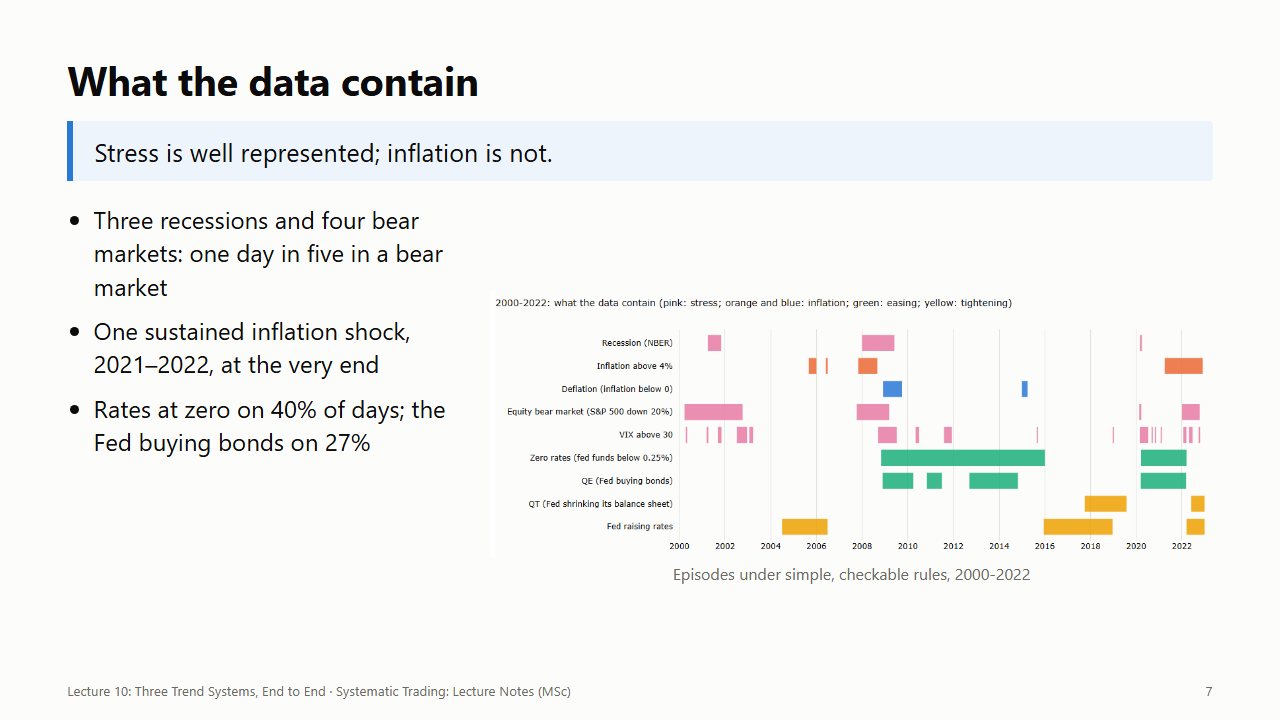 What the data contain
Stress is well represented; inflation is not.
• Three recessions and four bear
markets: one day in five in a bear
market
• One sustained inflation shock,
2021–2022, at the very end
• Rates at zero on 40% of days; the
Fed buying bonds on 27%
2000-2022: what the data contain (pink: stress; orange and blue: inflation; green: easing; yellow: tightening)
Recession (NBER)
Inflation above 4%
Deflation (inflation below 0)
Equity bear market (S&P 500 down 20%)
VIX above 30
Zero rates (fed funds below 0.25%)
QE (Fed buying bonds)
QT (Fed shrinking its balance sheet)
Fed raising rates
2000 2002 2004 2006 2008 2010 2012 2014 2016 2018 2020 2022
Episodes under simple, checkable rules, 2000-2022
Lecture 10: Three Trend Systems, End to End · Systematic Trading: Lecture Notes (MSc)
7